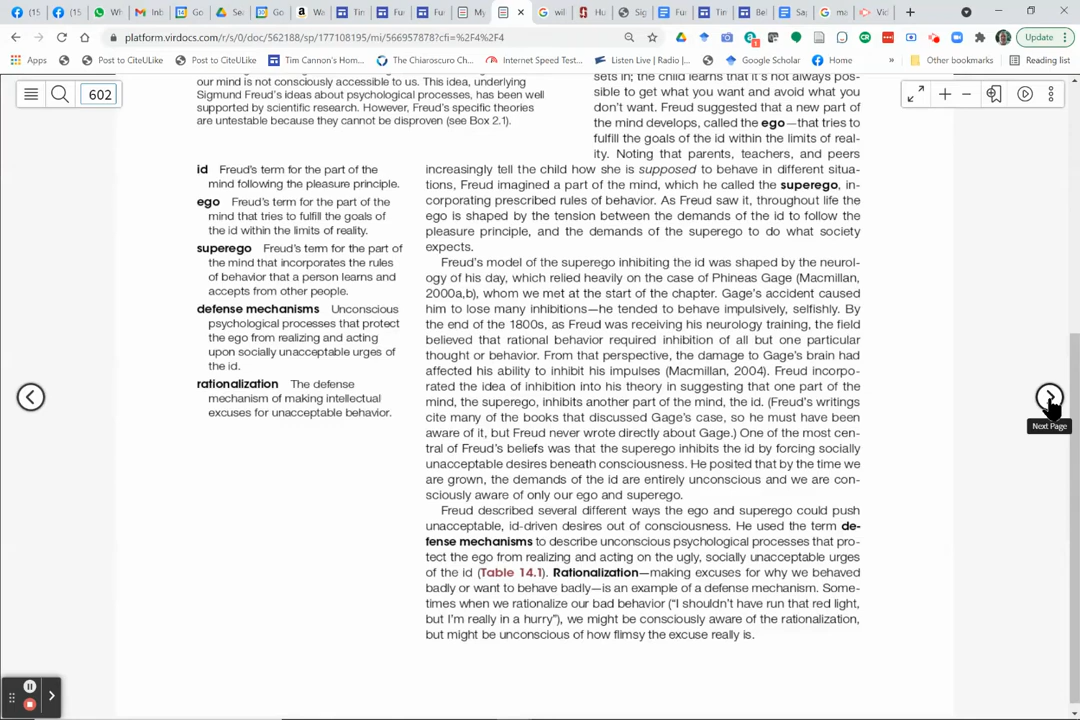 (15
(15
Wh
Inb
Go
Sea
Go
Wa
Tim
Fun
Fun
My
wil
Hu
Sig
Fun
Tim
Bel
Sap
ma
Vid
platform.virdocs.com/r/s/0/doc/562188/sp/177108195/mi/566957878?cfi=%2F4%2F4
Update
Apps
Post to CiteULike
Post to CiteULike
Tim Cannon's Hom...
The Chiaroscuro Cl...
Internet Speed Test...
Listen Live | Radio |...
Google Scholar
Home
»
Other bookmarks
Reading list
602
our mind is not consciously accessible to us. This idea, underlying
Sigmund Freud's ideas about psychological processes, has been well
supported by scientific research. However, Freud's specific theories
are untestable because they cannot be disproven (see Box 2.1).
id Freud's term for the part of the
mind following the pleasure principle.
ego Freud's term for the part of the
mind that tries to fulfill the goals of
the id within the limits of reality.
superego Freud's term for the part of
the mind that incorporates the rules
of behavior that a person learns and
accepts from other people.
defense mechanisms Unconscious
psychological processes that protect
the ego from realizing and acting
upon socially unacceptable urges of
the id.
rationalization The defense
mechanism of making intellectual
excuses for unacceptable behavior.
sets in; the child learns that it's not always pos-
sible to get what you want and avoid what you
don't want. Freud suggested that a new part of
the mind develops, called the ego—that tries to
fulfill the goals of the id within the limits of real-
ity. Noting that parents, teachers, and peers
increasingly tell the child how she is supposed to behave in different situa-
tions, Freud imagined a part of the mind, which he called the superego, in-
corporating prescribed rules of behavior. As Freud saw it, throughout life the
ego is shaped by the tension between the demands of the id to follow the
pleasure principle, and the demands of the superego to do what society
expects.
Freud's model of the superego inhibiting the id was shaped by the neurol-
ogy of his day, which relied heavily on the case of Phineas Gage (Macmillan,
2000a,b), whom we met at the start of the chapter. Gage's accident caused
him to lose many inhibitions—he tended to behave impulsively, selfishly. By
the end of the 1800s, as Freud was receiving his neurology training, the field
believed that rational behavior required inhibition of all but one particular
thought or behavior. From that perspective, the damage to Gage's brain had
affected his ability to inhibit his impulses (Macmillan, 2004). Freud incorpo-
rated the idea of inhibition into his theory in suggesting that one part of the
mind, the superego, inhibits another part of the mind, the id. (Freud's writings
cite many of the books that discussed Gage's case, so he must have been
aware of it, but Freud never wrote directly about Gage.) One of the most cen-
tral of Freud's beliefs was that the superego inhibits the id by forcing socially
unacceptable desires beneath consciousness. He posited that by the time we
are grown, the demands of the id are entirely unconscious and we are con-
sciously aware of only our ego and superego.
Freud described several different ways the ego and superego could push
unacceptable, id-driven desires out of consciousness. He used the term de-
fense mechanisms to describe unconscious psychological processes that pro-
tect the ego from realizing and acting on the ugly, socially unacceptable urges
of the id (Table 14.1). Rationalization—making excuses for why we behaved
badly or want to behave badly—is an example of a defense mechanism. Some-
times when we rationalize our bad behavior ("I shouldn't have run that red light,
but I'm really in a hurry"), we might be consciously aware of the rationalization,
but might be unconscious of how flimsy the excuse really is.
Next Page